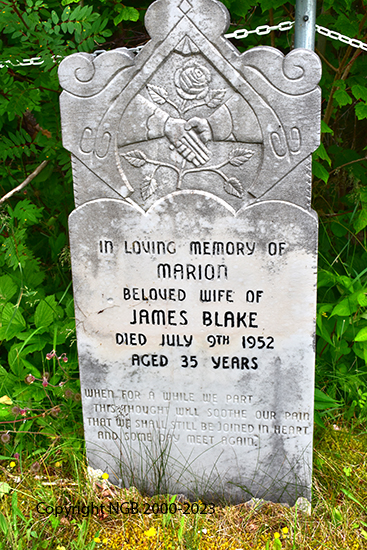 IN LOVING MEMORY OF
MARION
BELOVED WIFE OF
JAMES BLAKE
DIED JULY 9TH 1952
AGED 35 YEARS
WHEN FOR A WHILE WE PART
THIS THOUGHT WILL SOOTHE OUR PAIN
THAT WE SHALL STILL BE JOINED IN HEART
AND SOME DAY MEET AGAIN.
Copyright NGB 2000-2023